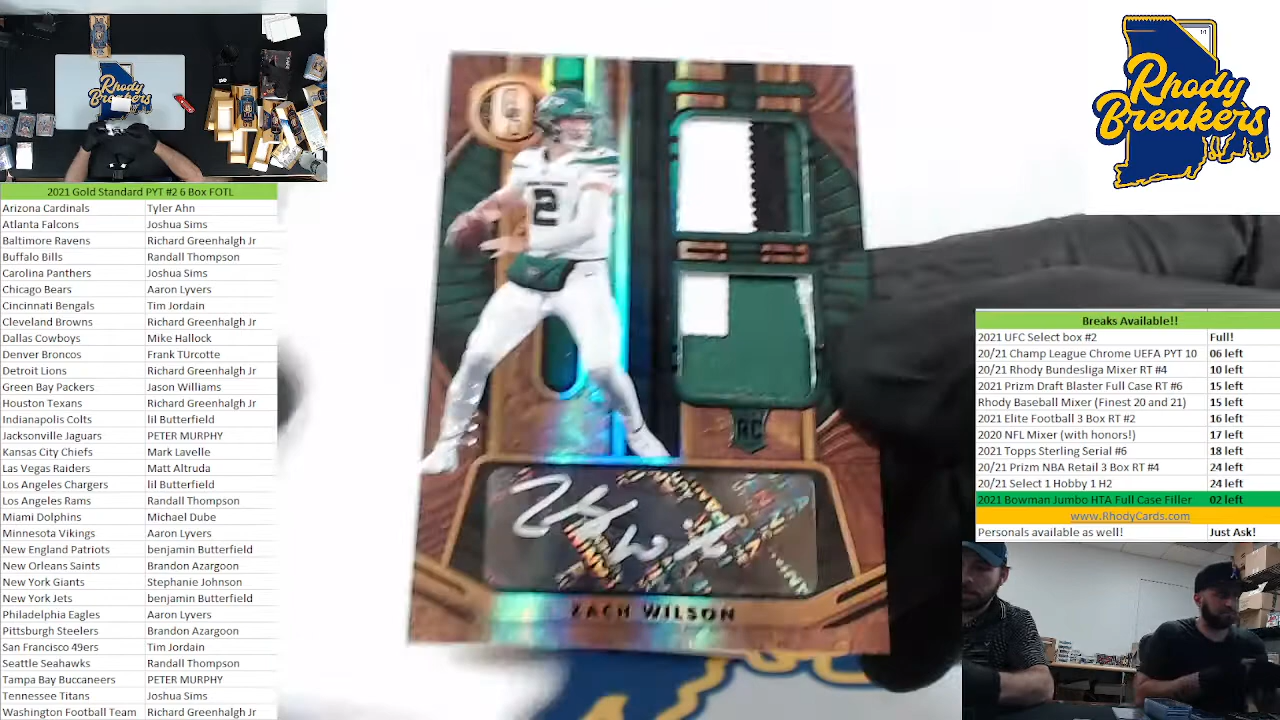 Rhody
Breakers
Rhody
Breakers
2021 Gold Standard PYT #2 6 Box FOTL
Arizona Cardinals Tyler Ahn
Atlanta Falcons Joshua Sims
Baltimore Ravens Richard Greenhalgh Jr
Buffalo Bills Randall Thompson
Carolina Panthers Joshua Sims
Chicago Bears Aaron Lyvers
Cincinnati Bengals Tim Jordain
Cleveland Browns Richard Greenhalgh Jr
Dallas Cowboys Mike Hallock
Denver Broncos Frank TUrcotte
Detroit Lions Richard Greenhalgh Jr
Green Bay Packers Jason Williams
Houston Texans Richard Greenhalgh Jr
Indianapolis Colts lil Butterfield
Jacksonville Jaguars PETER MURPHY
Kansas City Chiefs Mark Lavelle
Las Vegas Raiders Matt Altruda
Los Angeles Chargers lil Butterfield
Los Angeles Rams Randall Thompson
Miami Dolphins Michael Dube
Minnesota Vikings Aaron Lyvers
New England Patriots benjamin Butterfield
New Orleans Saints Brandon Azargoon
New York Giants Stephanie Johnson
New York Jets benjamin Butterfield
Philadelphia Eagles Aaron Lyvers
Pittsburgh Steelers Brandon Azargoon
San Francisco 49ers Tim Jordain
Seattle Seahawks Randall Thompson
Tampa Bay Buccaneers PETER MURPHY
Tennessee Titans Joshua Sims
Washington Football Team Richard Greenhalgh Jr
2
RC
ZACH WILSON
Breaks Available!!
2021 UFC Select box #2 Full!
20/21 Champ League Chrome UEFA PYT 10 06 left
20/21 Rhody Bundesliga Mixer RT #4 10 left
2021 Prizm Draft Blaster Full Case RT #6 15 left
Rhody Baseball Mixer (Finest 20 and 21) 15 left
2021 Elite Football 3 Box RT #2 16 left
2020 NFL Mixer (with honors!) 17 left
2021 Topps Sterling Serial #6 18 left
20/21 Prizm NBA Retail 3 Box RT #4 24 left
20/21 Select 1 Hobby 1 H2 24 left
2021 Bowman Jumbo HTA Full Case Filler 02 left
www.RhodyCards.com
Personals available as well! Just Ask!